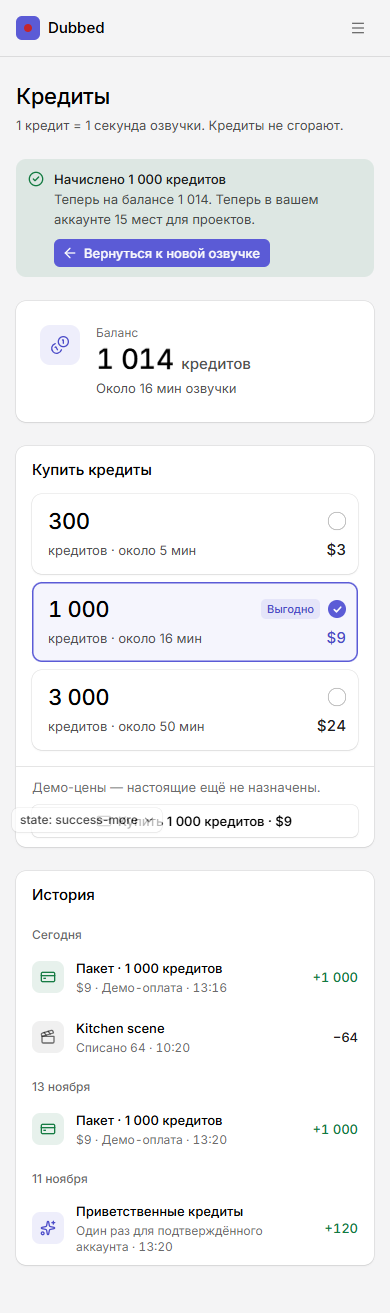 Dubbed
Кредиты
1 кредит = 1 секунда озвучки. Кредиты не сгорают.
Начислено 1 000 кредитов
Теперь на балансе 1 014. Теперь в вашем
аккаунте 15 мест для проектов.
Вернуться к новой озвучке
Баланс
1 014 кредитов
Около 16 мин озвучки
Купить кредиты
300
кредитов · около 5 мин
$3
1 000
Выгодно
кредитов · около 16 мин
$9
3 000
кредитов · около 50 мин
$24
Демо-цены — настоящие ещё не назначены.
state: success-more
Купить 1 000 кредитов · $9
История
Сегодня
Пакет · 1 000 кредитов
$9 · Демо-оплата · 13:16
+1 000
Kitchen scene
Списано 64 · 10:20
−64
13 ноября
Пакет · 1 000 кредитов
$9 · Демо-оплата · 13:20
+1 000
11 ноября
Приветственные кредиты
Один раз для подтверждённого
аккаунта · 13:20
+120